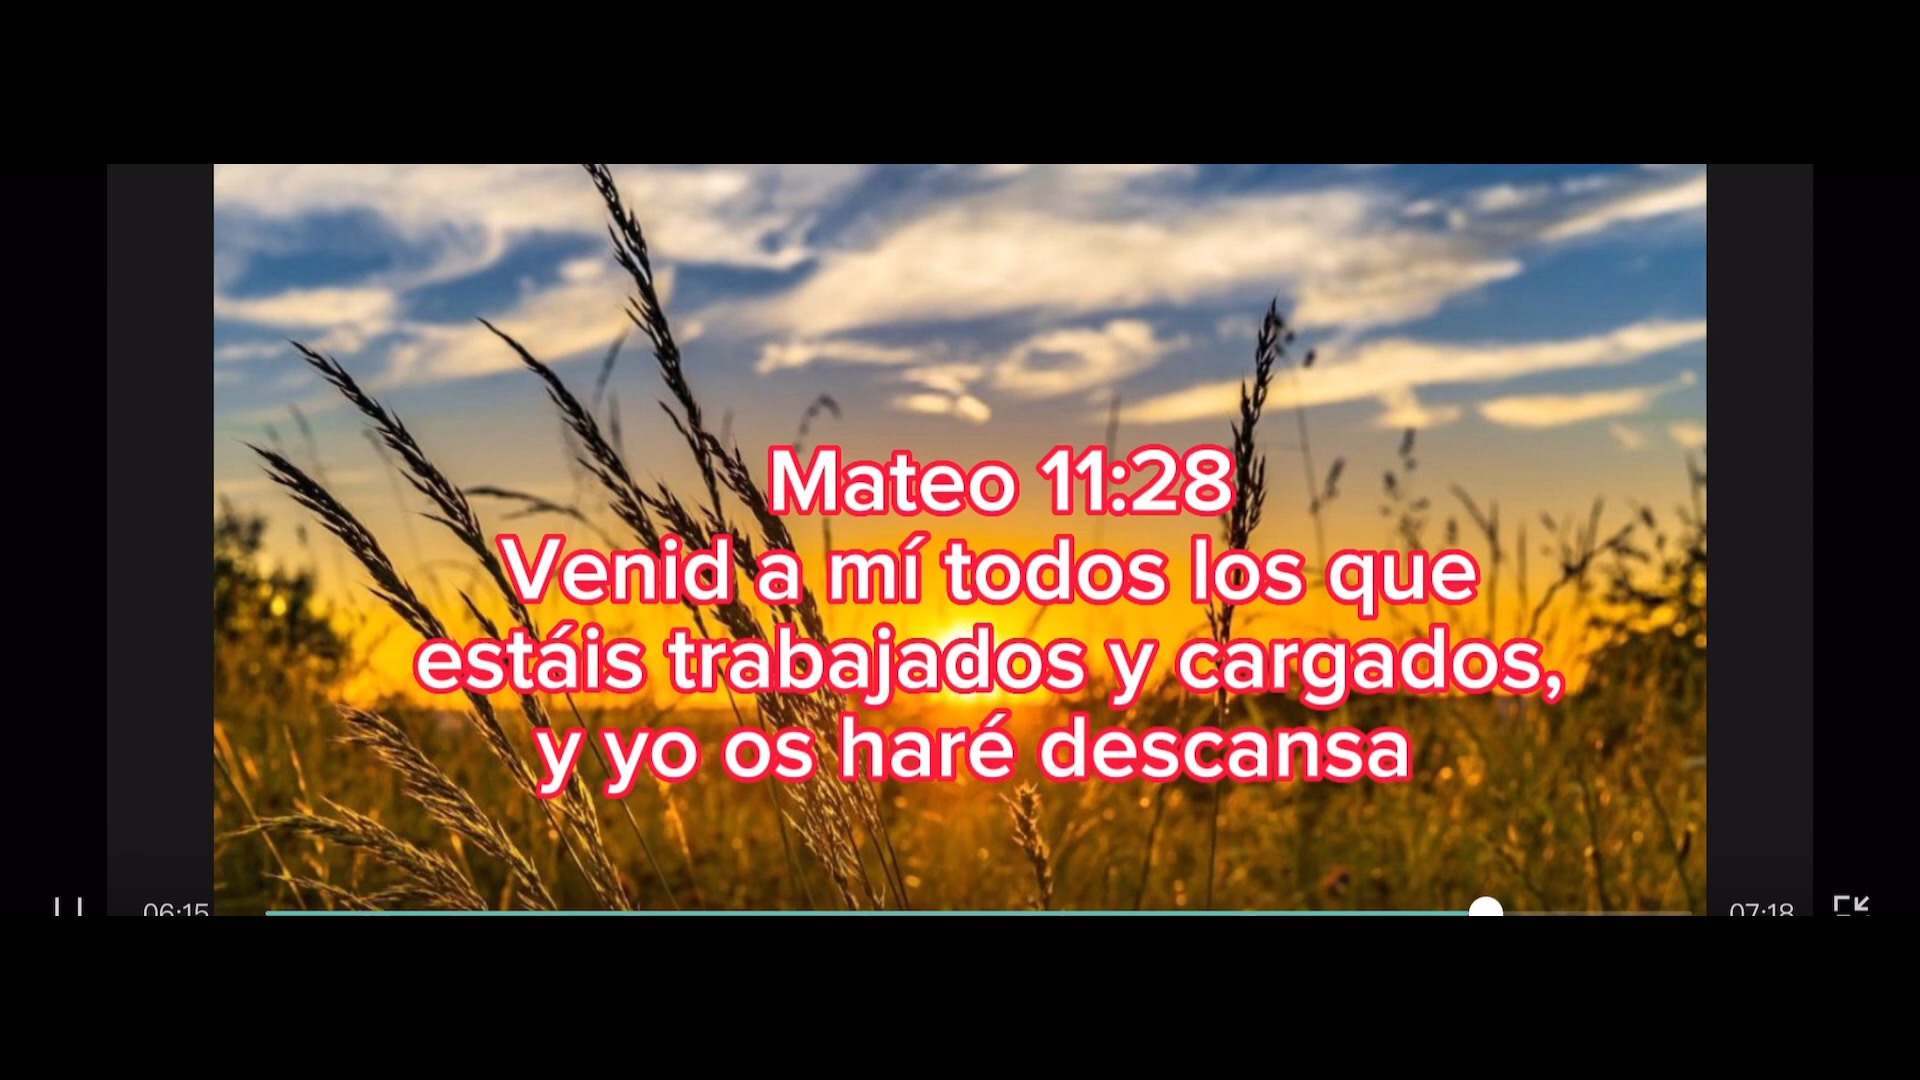 Mateo 11:28
Venid a mí todos los que
estáis trabajados y cargados,
y yo os haré descansa
06:15
07:18